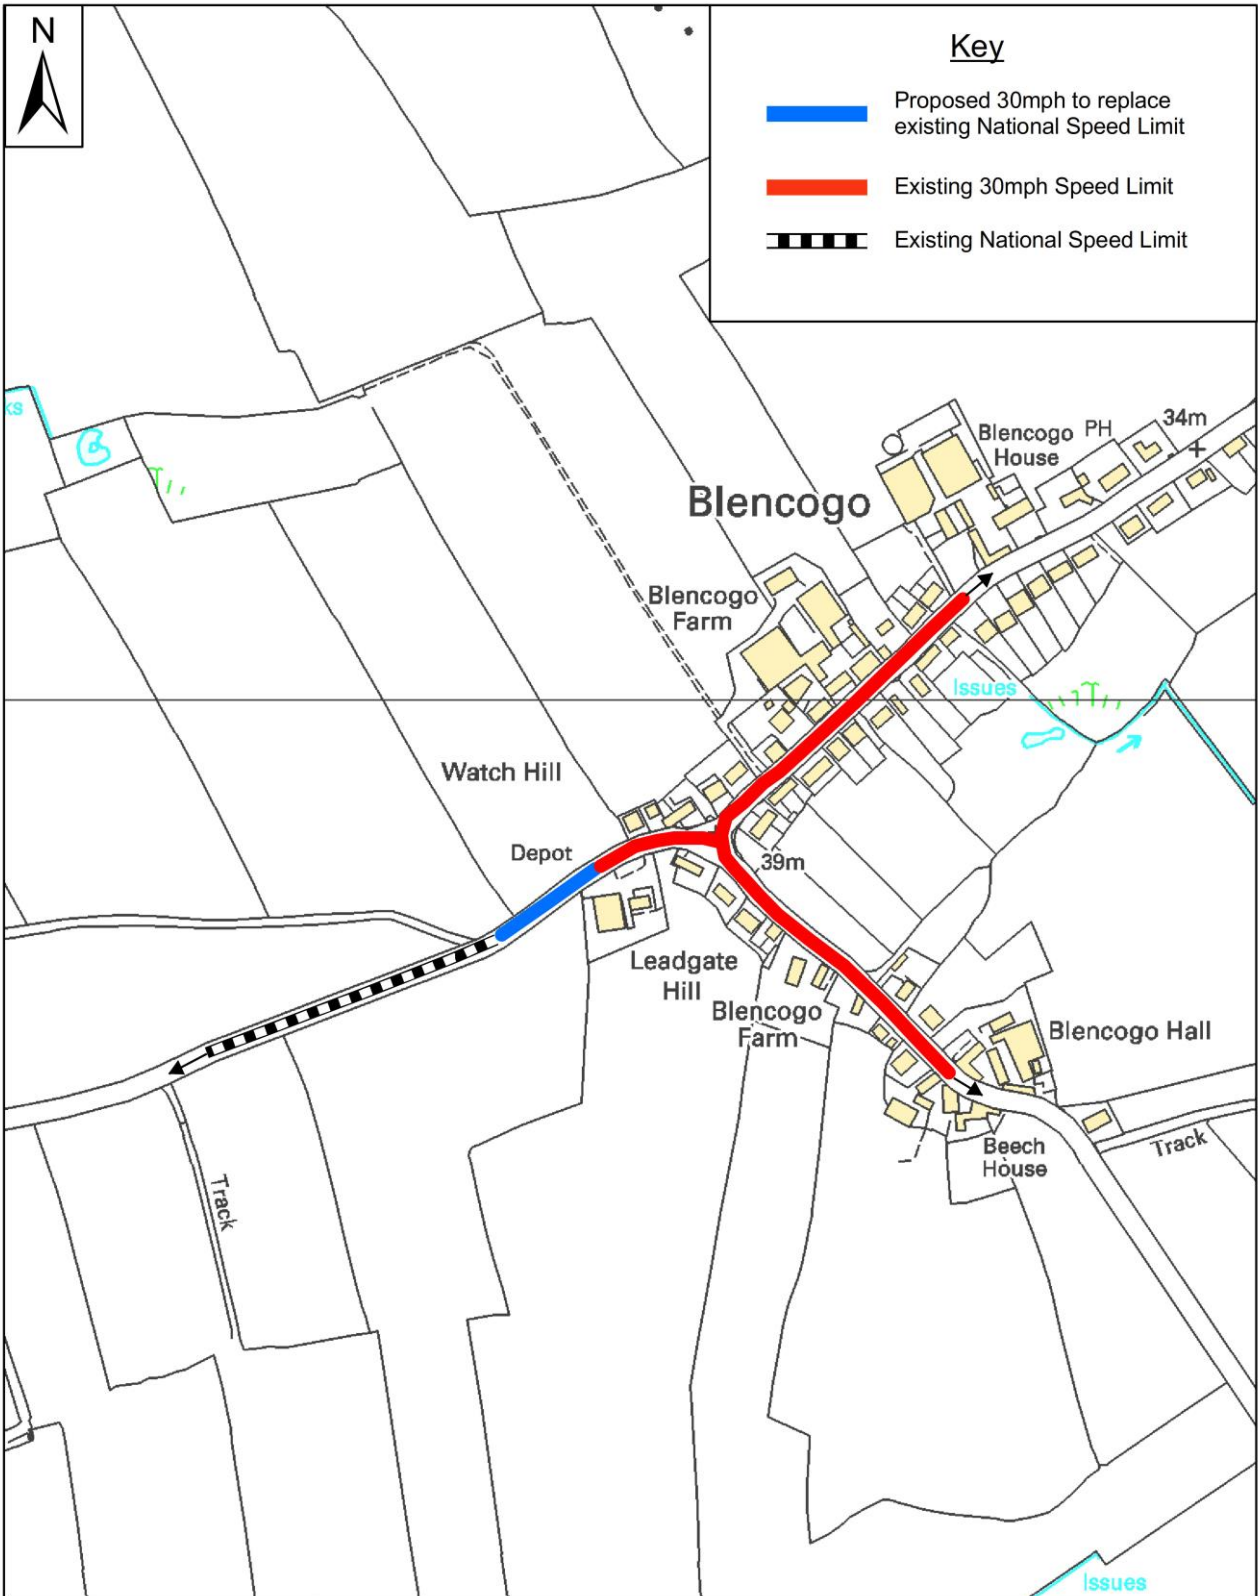 N
Key
Proposed 30mph to replace
existing National Speed Limit
Existing 30mph Speed Limit
Existing National Speed Limit
ks
Blencogo
House
PH
34m
Blencogo
Blencogo
Farm
Issues
Watch Hill
Depot
39m
Leadgate
Hill
Blencogo
Farm
Blencogo Hall
Beech
House
Track
Track
Issues